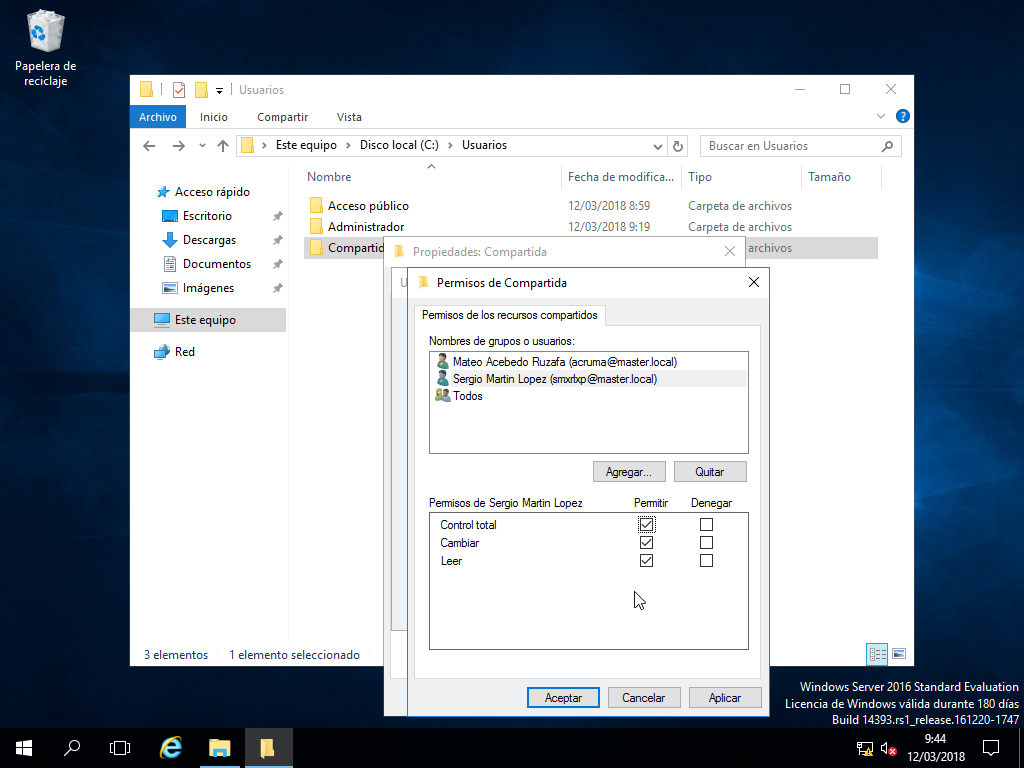 Papelera de
reciclaje
Usuarios
Archivo
Inicio
Compartir
Vista
Este equipo
Disco local (C:)
Usuarios
Buscar en Usuarios
Nombre
Fecha de modifica...
Tipo
Tamaño
Acceso rápido
Escritorio
Descargas
Documentos
Imágenes
Este equipo
Red
Acceso público 12/03/2018 8:59 Carpeta de archivos
Administrador 12/03/2018 9:19 Carpeta de archivos
Compartid archivos
Propiedades: Compartida
U
Permisos de Compartida
Permisos de los recursos compartidos
Nombres de grupos o usuarios:
Mateo Acebedo Ruzafa (acruma@master.local)
Sergio Martin Lopez (smxrtxp@master.local)
Todos
Agregar...
Quitar
Permisos de Sergio Martin Lopez Permitir Denegar
Control total
Cambiar
Leer
Aceptar
Cancelar
Aplicar
3 elementos
1 elemento seleccionado
Windows Server 2016 Standard Evaluation
Licencia de Windows válida durante 180 días
Build 14393.rs1_release.161220-1747
9:44
12/03/2018